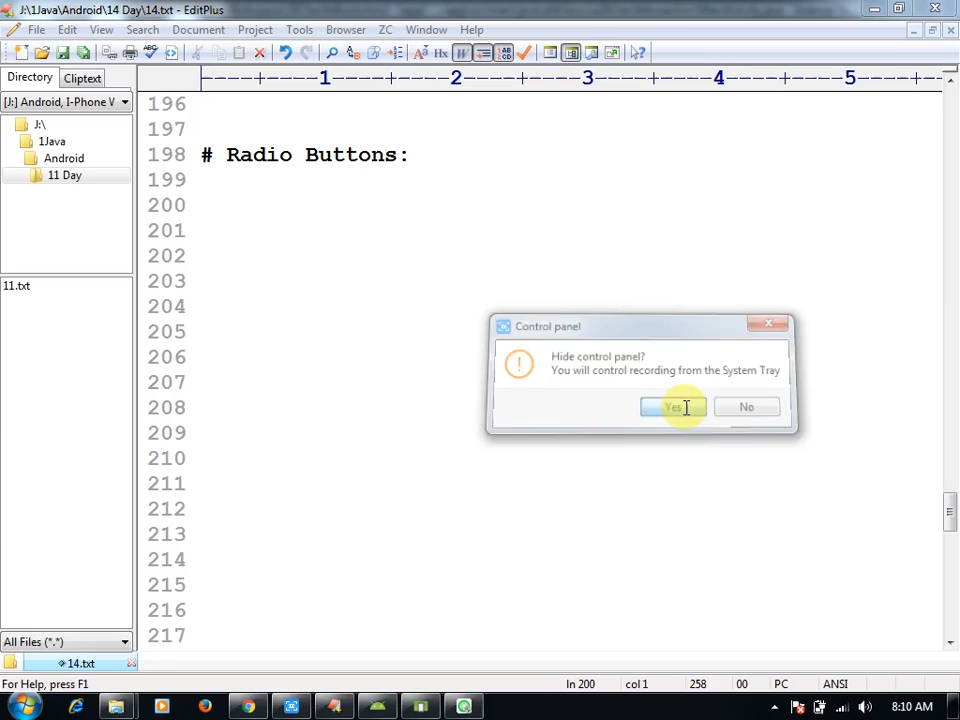 J:\1Java\Android\14 Day\14.txt - EditPlus
File Edit View Search Document Project Tools Browser ZC Window Help
Directory Cliptext
[J:] Android, I-Phone W
J:\
1Java
Android
11 Day
11.txt
All Files (*.*)
----+----1----+----2----+----3----+----4----+----5----+--
196
197
198 # Radio Buttons:
199
200
201
202
203
204
205
206
207
208
209
210
211
212
213
214
215
216
217
Control panel
Hide control panel?
You will control recording from the System Tray
Yes No
14.txt
For Help, press F1 ln 200 col 1 258 00 PC ANSI
8:10 AM